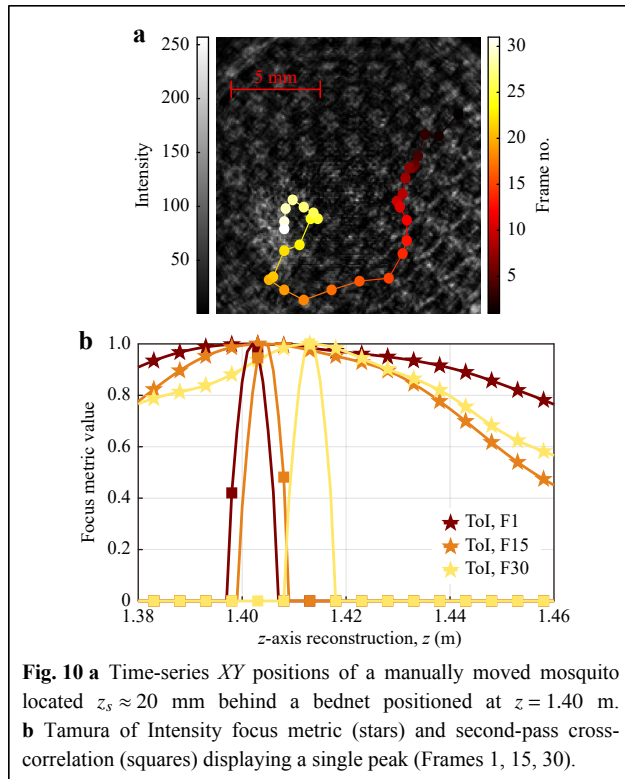 a
250
200
150
100
50
Intensity
5 mm
30
25
20
15
10
5
Frame no.
b
1.0
0.8
0.6
0.4
0.2
0
Focus metric value
ToI, F1
ToI, F15
ToI, F30
1.38 1.40 1.42 1.44 1.46
z-axis reconstruction, z (m)
Fig. 10 a Time-series XY positions of a manually moved mosquito
located zs ≈ 20 mm behind a bednet positioned at z = 1.40 m.
b Tamura of Intensity focus metric (stars) and second-pass cross-
correlation (squares) displaying a single peak (Frames 1, 15, 30).